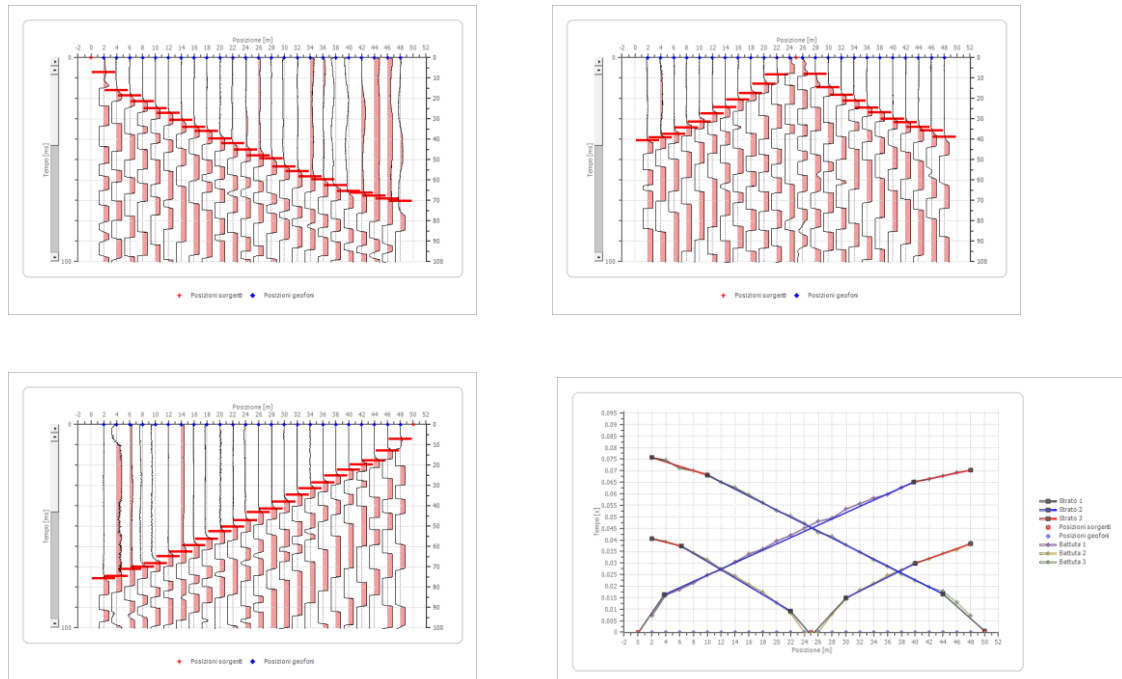 Posizione [m]
-2 0 2 4 6 8 10 12 14 16 18 20 22 24 26 28 30 32 34 36 38 40 42 44 46 48 50 52
0 0
10
20
30
40
50
60
70
80
90
100 100
Tempo [ms]
Posizioni sorgenti Posizioni geofoni
Posizione [m]
-2 0 2 4 6 8 10 12 14 16 18 20 22 24 26 28 30 32 34 36 38 40 42 44 46 48 50 52
0 0
10
20
30
40
50
60
70
80
90
100 100
Tempo [ms]
Posizioni sorgenti Posizioni geofoni
Posizione [m]
-2 0 2 4 6 8 10 12 14 16 18 20 22 24 26 28 30 32 34 36 38 40 42 44 46 48 50 52
0 0
10
20
30
40
50
60
70
80
90
100 100
Tempo [ms]
Posizioni sorgenti Posizioni geofoni
0,095
0,09
0,085
0,08
0,075
0,07
0,065
0,06
0,055
0,05
0,045
0,04
0,035
0,03
0,025
0,02
0,015
0,01
0,005
0
Tempo [s]
-2 0 2 4 6 8 10 12 14 16 18 20 22 24 26 28 30 32 34 36 38 40 42 44 46 48 50 52
Posizione [m]
Strato 1
Strato 2
Strato 3
Posizioni sorgenti
Posizioni geofoni
Battuta 1
Battuta 2
Battuta 3